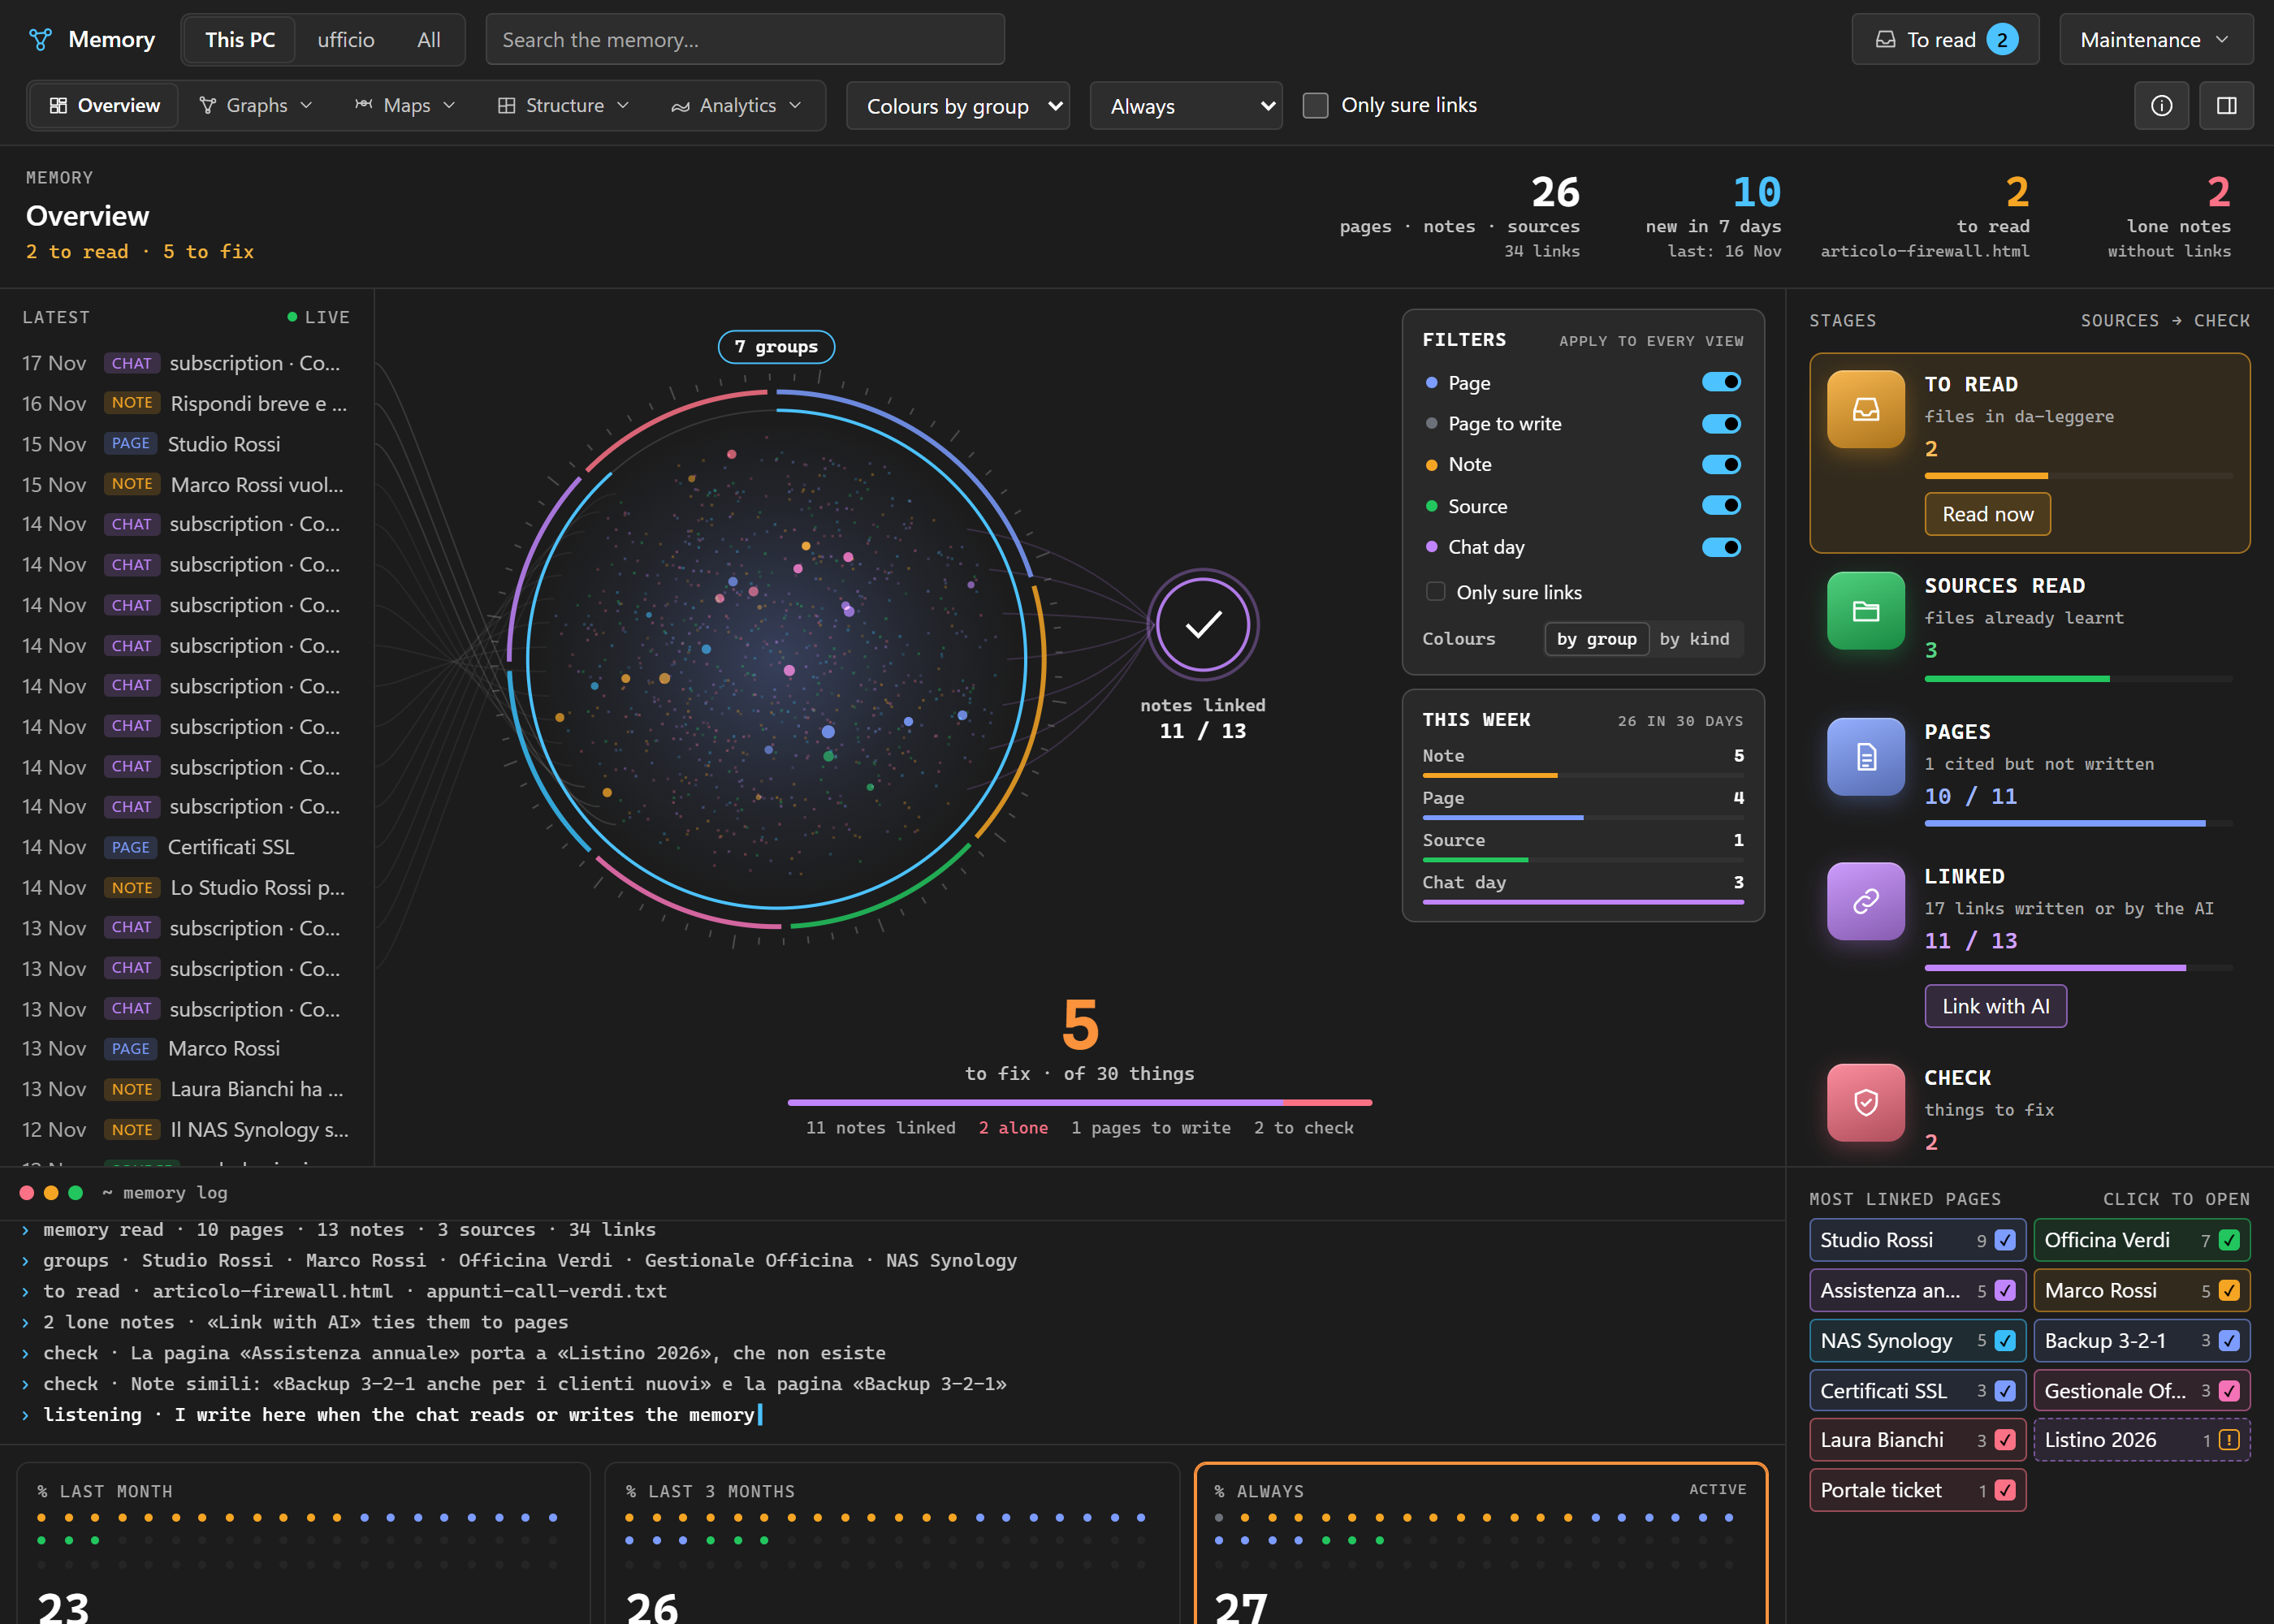 Memory
This PC ufficio All
Search the memory...
To read 2
Maintenance
Overview Graphs Maps Structure Analytics
Colours by group
Always
Only sure links
MEMORY
Overview
2 to read · 5 to fix
26
pages · notes · sources
34 links
10
new in 7 days
last: 16 Nov
2
to read
articolo-firewall.html
2
lone notes
without links
LATEST LIVE
17 Nov CHAT subscription · Co...
16 Nov NOTE Rispondi breve e ...
15 Nov PAGE Studio Rossi
15 Nov NOTE Marco Rossi vuol...
14 Nov CHAT subscription · Co...
14 Nov CHAT subscription · Co...
14 Nov CHAT subscription · Co...
14 Nov CHAT subscription · Co...
14 Nov CHAT subscription · Co...
14 Nov CHAT subscription · Co...
14 Nov CHAT subscription · Co...
14 Nov CHAT subscription · Co...
14 Nov PAGE Certificati SSL
14 Nov NOTE Lo Studio Rossi p...
13 Nov CHAT subscription · Co...
13 Nov CHAT subscription · Co...
13 Nov CHAT subscription · Co...
13 Nov PAGE Marco Rossi
13 Nov NOTE Laura Bianchi ha ...
12 Nov NOTE Il NAS Synology s...
7 groups
notes linked
11 / 13
5
to fix · of 30 things
11 notes linked 2 alone 1 pages to write 2 to check
FILTERS APPLY TO EVERY VIEW
Page
Page to write
Note
Source
Chat day
Only sure links
Colours by group by kind
THIS WEEK 26 IN 30 DAYS
Note 5
Page 4
Source 1
Chat day 3
STAGES SOURCES → CHECK
TO READ
files in da-leggere
2
Read now
SOURCES READ
files already learnt
3
PAGES
1 cited but not written
10 / 11
LINKED
17 links written or by the AI
11 / 13
Link with AI
CHECK
things to fix
2
~ memory log
› memory read · 10 pages · 13 notes · 3 sources · 34 links
› groups · Studio Rossi · Marco Rossi · Officina Verdi · Gestionale Officina · NAS Synology
› to read · articolo-firewall.html · appunti-call-verdi.txt
› 2 lone notes · «Link with AI» ties them to pages
› check · La pagina «Assistenza annuale» porta a «Listino 2026», che non esiste
› check · Note simili: «Backup 3-2-1 anche per i clienti nuovi» e la pagina «Backup 3-2-1»
› listening · I write here when the chat reads or writes the memory
MOST LINKED PAGES CLICK TO OPEN
Studio Rossi 9
Officina Verdi 7
Assistenza an... 5
Marco Rossi 5
NAS Synology 5
Backup 3-2-1 3
Certificati SSL 3
Gestionale Of... 3
Laura Bianchi 3
Listino 2026 1 !
Portale ticket 1
% LAST MONTH
23
% LAST 3 MONTHS
26
% ALWAYS ACTIVE
27